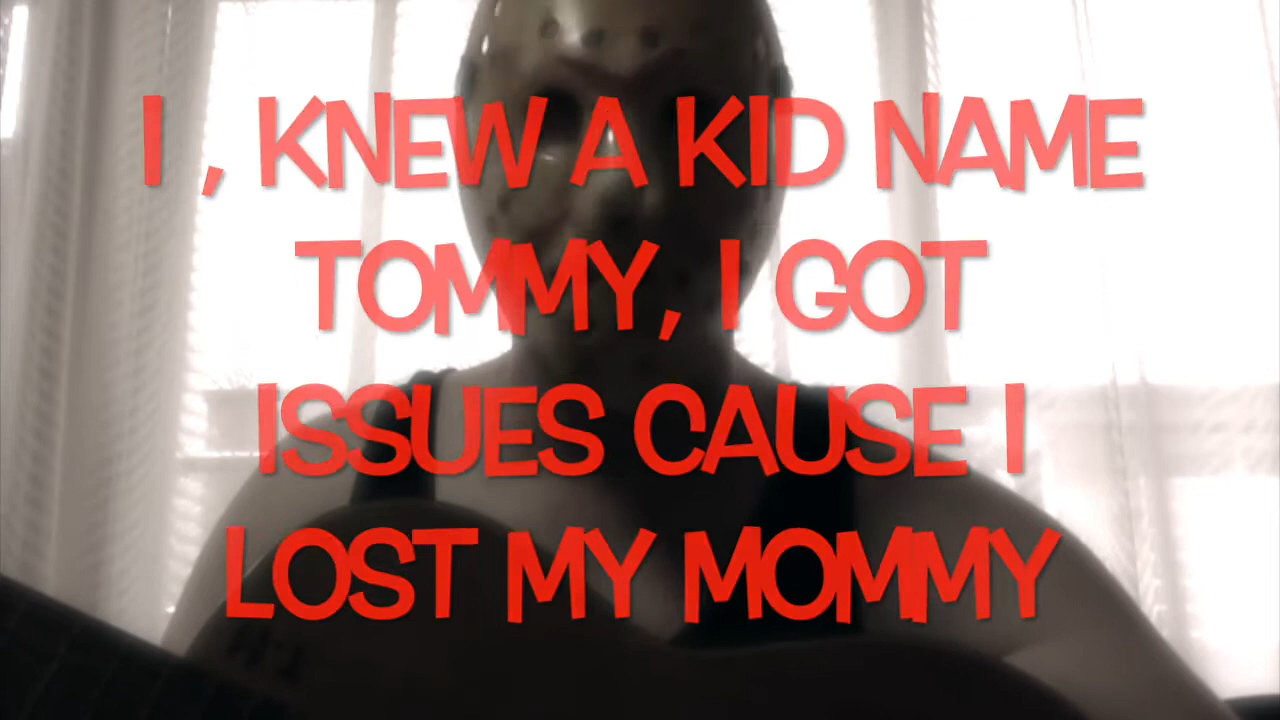 I , KNEW A KID NAME
TOMMY, I GOT
ISSUES CAUSE I
LOST MY MOMMY